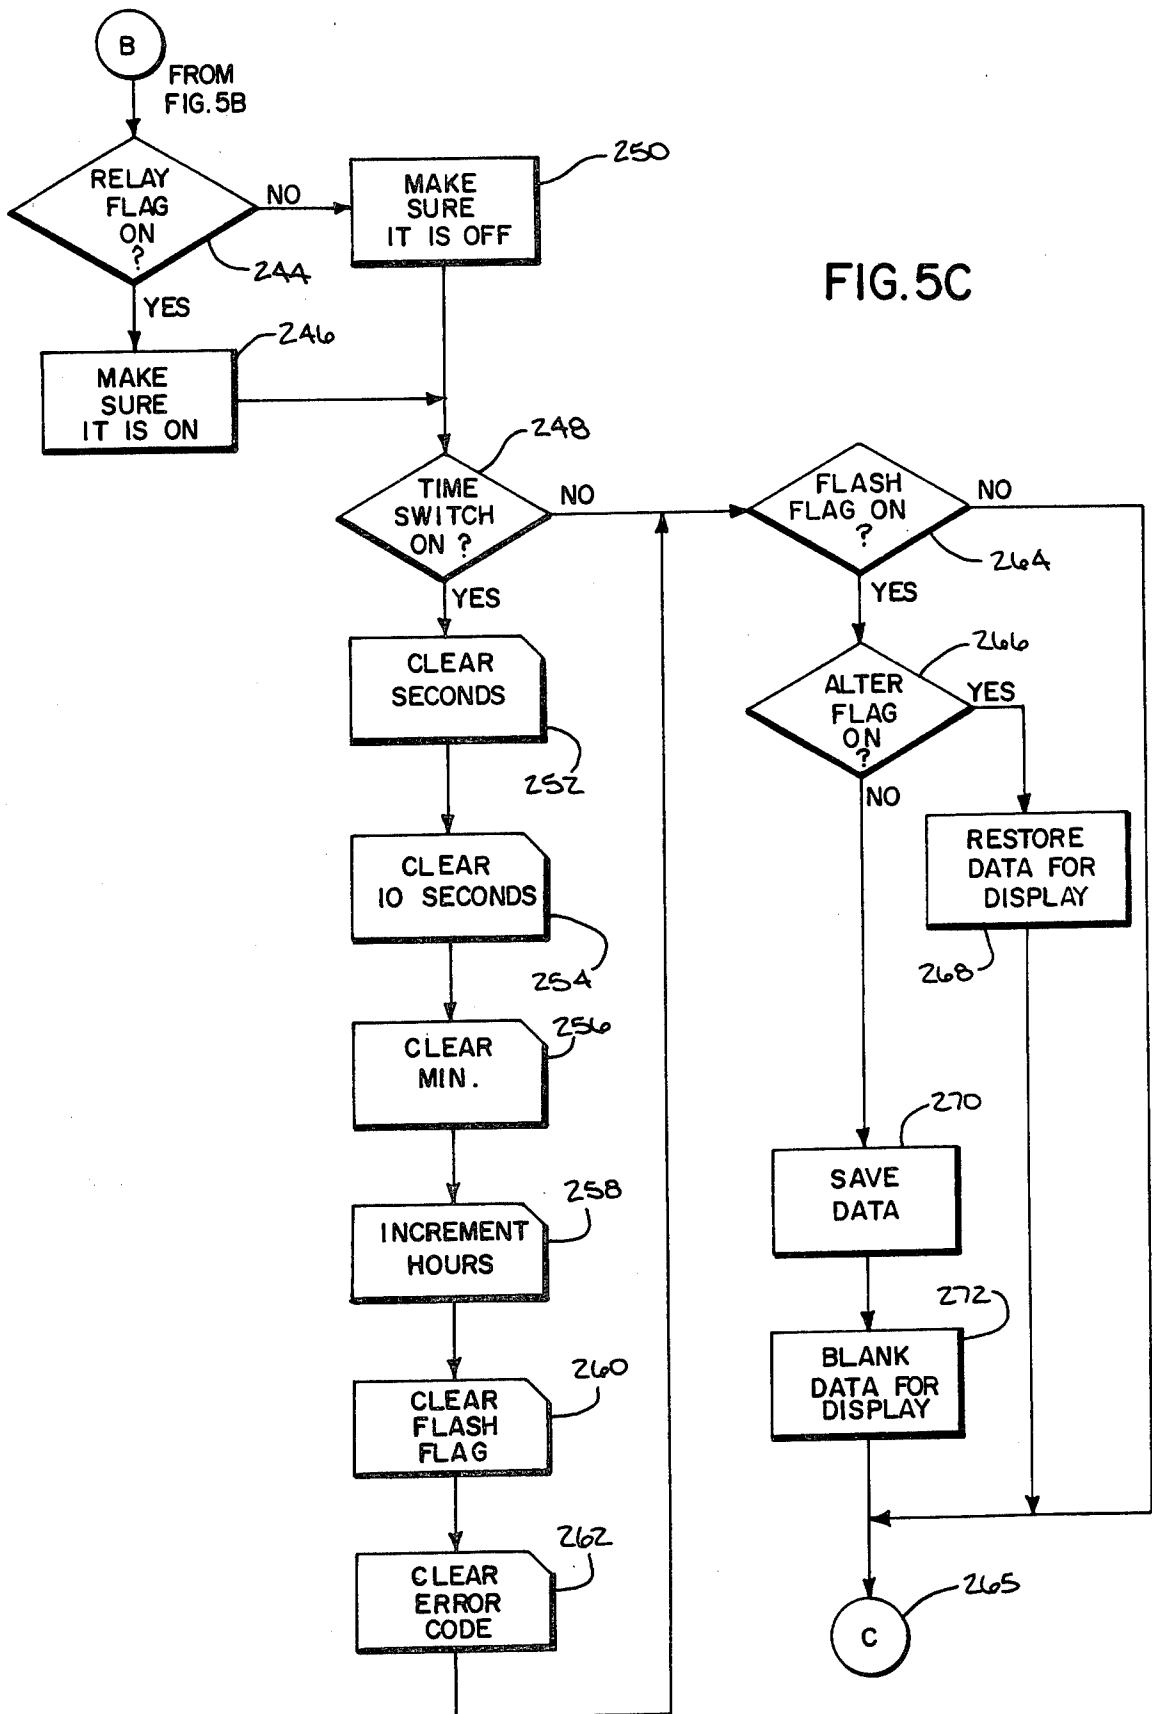 B
FROM
FIG. 5B
RELAY
FLAG
ON
?
244
NO
YES
MAKE
SURE
IT IS OFF
250
FIG. 5C
MAKE
SURE
IT IS ON
246
TIME
SWITCH
ON ?
248
NO
YES
FLASH
FLAG ON
?
264
NO
YES
CLEAR
SECONDS
252
ALTER
FLAG
ON
?
266
YES
NO
CLEAR
10 SECONDS
254
RESTORE
DATA FOR
DISPLAY
268
CLEAR
MIN.
256
SAVE
DATA
270
INCREMENT
HOURS
258
BLANK
DATA FOR
DISPLAY
272
CLEAR
FLASH
FLAG
260
CLEAR
ERROR
CODE
262
C
265